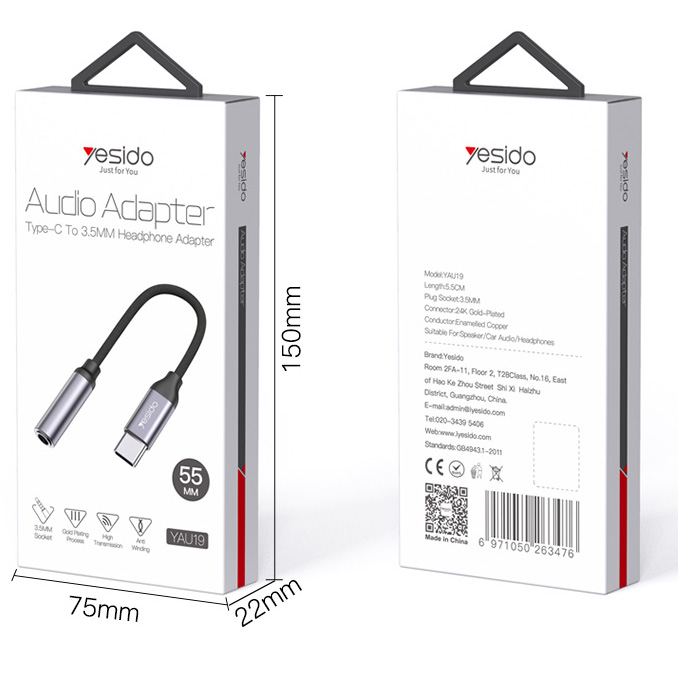 Yesido
Just for You
Audio Adapter
Type-C To 3.5MM Headphone Adapter
yesido
55
MM
3.5MM
Socket
Gold Plating
Process
High
Transmission
Anti
Winding
YAU19
Yesido
Audio Adapter
150mm
75mm
22mm
Yesido
Just for You
Model:YAU19
Length:5.5CM
Plug Socket:3.5MM
Connector:24K Gold-Plated
Conductor:Enamelled Copper
Suitable For:Speaker/Car Audio/Headphones
Brand:Yesido
Room 2FA-11, Floor 2, T28Class, No.16, East
of Hao Ke Zhou Street Shi Xi Haizhu
District, Guangzhou, China.
E-mail:admin@iyesido.com
Tel:020-3439 5406
Web:www.iyesido.com
Standards:GB4943.1-2011
CE
Made in China
6 971050 263476
Yesido
Audio Adapter